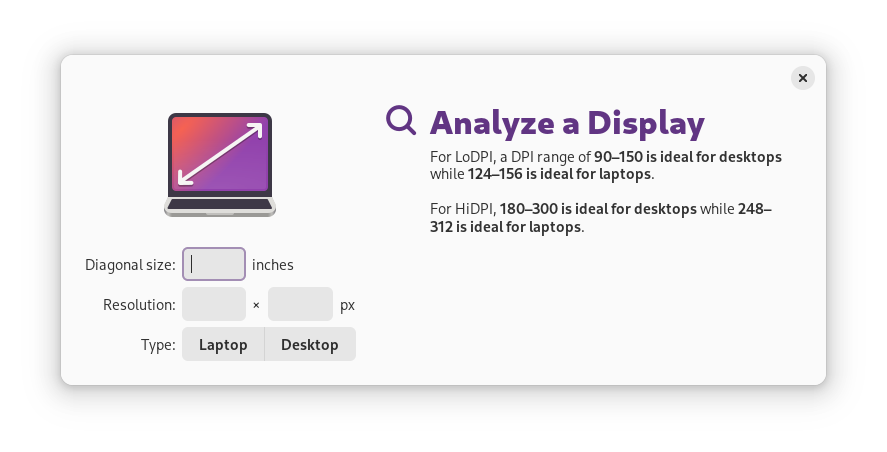 Analyze a Display
For LoDPI, a DPI range of 90–150 is ideal for desktops
while 124–156 is ideal for laptops.
For HiDPI, 180–300 is ideal for desktops while 248–
312 is ideal for laptops.
Diagonal size: inches
Resolution: × px
Type: Laptop Desktop